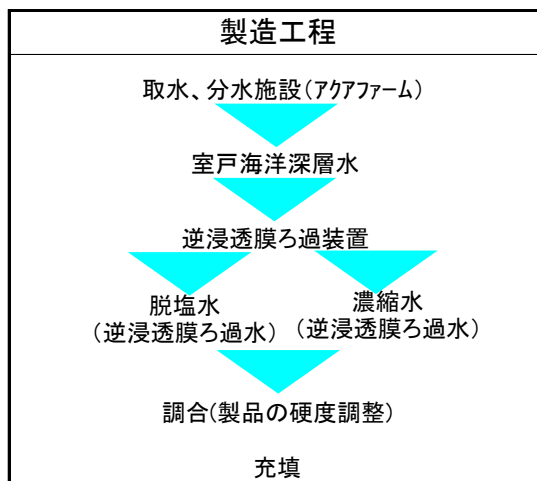 製造工程
取水、分水施設(アクアファーム)
室戸海洋深層水
逆浸透膜ろ過装置
脱塩水
(逆浸透膜ろ過水)
濃縮水
(逆浸透膜ろ過水)
調合(製品の硬度調整)
充填